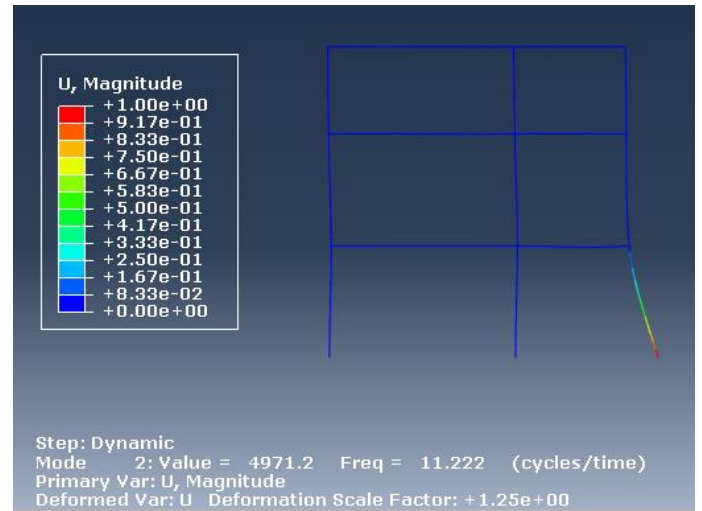 U, Magnitude
+1.00e+00
+9.17e-01
+8.33e-01
+7.50e-01
+6.67e-01
+5.83e-01
+5.00e-01
+4.17e-01
+3.33e-01
+2.50e-01
+1.67e-01
+8.33e-02
+0.00e+00
Step: Dynamic
Mode 2: Value = 4971.2 Freq = 11.222 (cycles/time)
Primary Var: U, Magnitude
Deformed Var: U Deformation Scale Factor: +1.25e+00